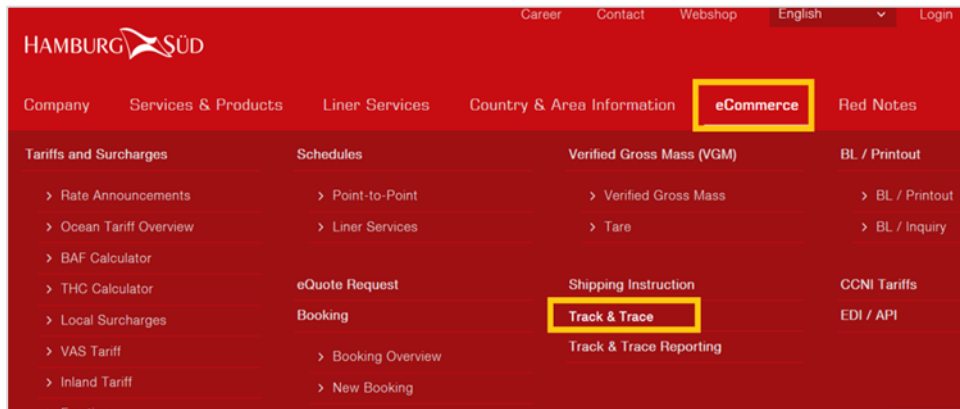 Career Contact Webshop English Login
HAMBURG SÜD
Company Services & Products Liner Services Country & Area Information eCommerce Red Notes
Tariffs and Surcharges
> Rate Announcements
> Ocean Tariff Overview
> BAF Calculator
> THC Calculator
> Local Surcharges
> VAS Tariff
> Inland Tariff
Schedules
> Point-to-Point
> Liner Services
eQuote Request
Booking
> Booking Overview
> New Booking
Verified Gross Mass (VGM)
> Verified Gross Mass
> Tare
Shipping Instruction
Track & Trace
Track & Trace Reporting
BL / Printout
> BL / Printout
> BL / Inquiry
CCNI Tariffs
EDI / API